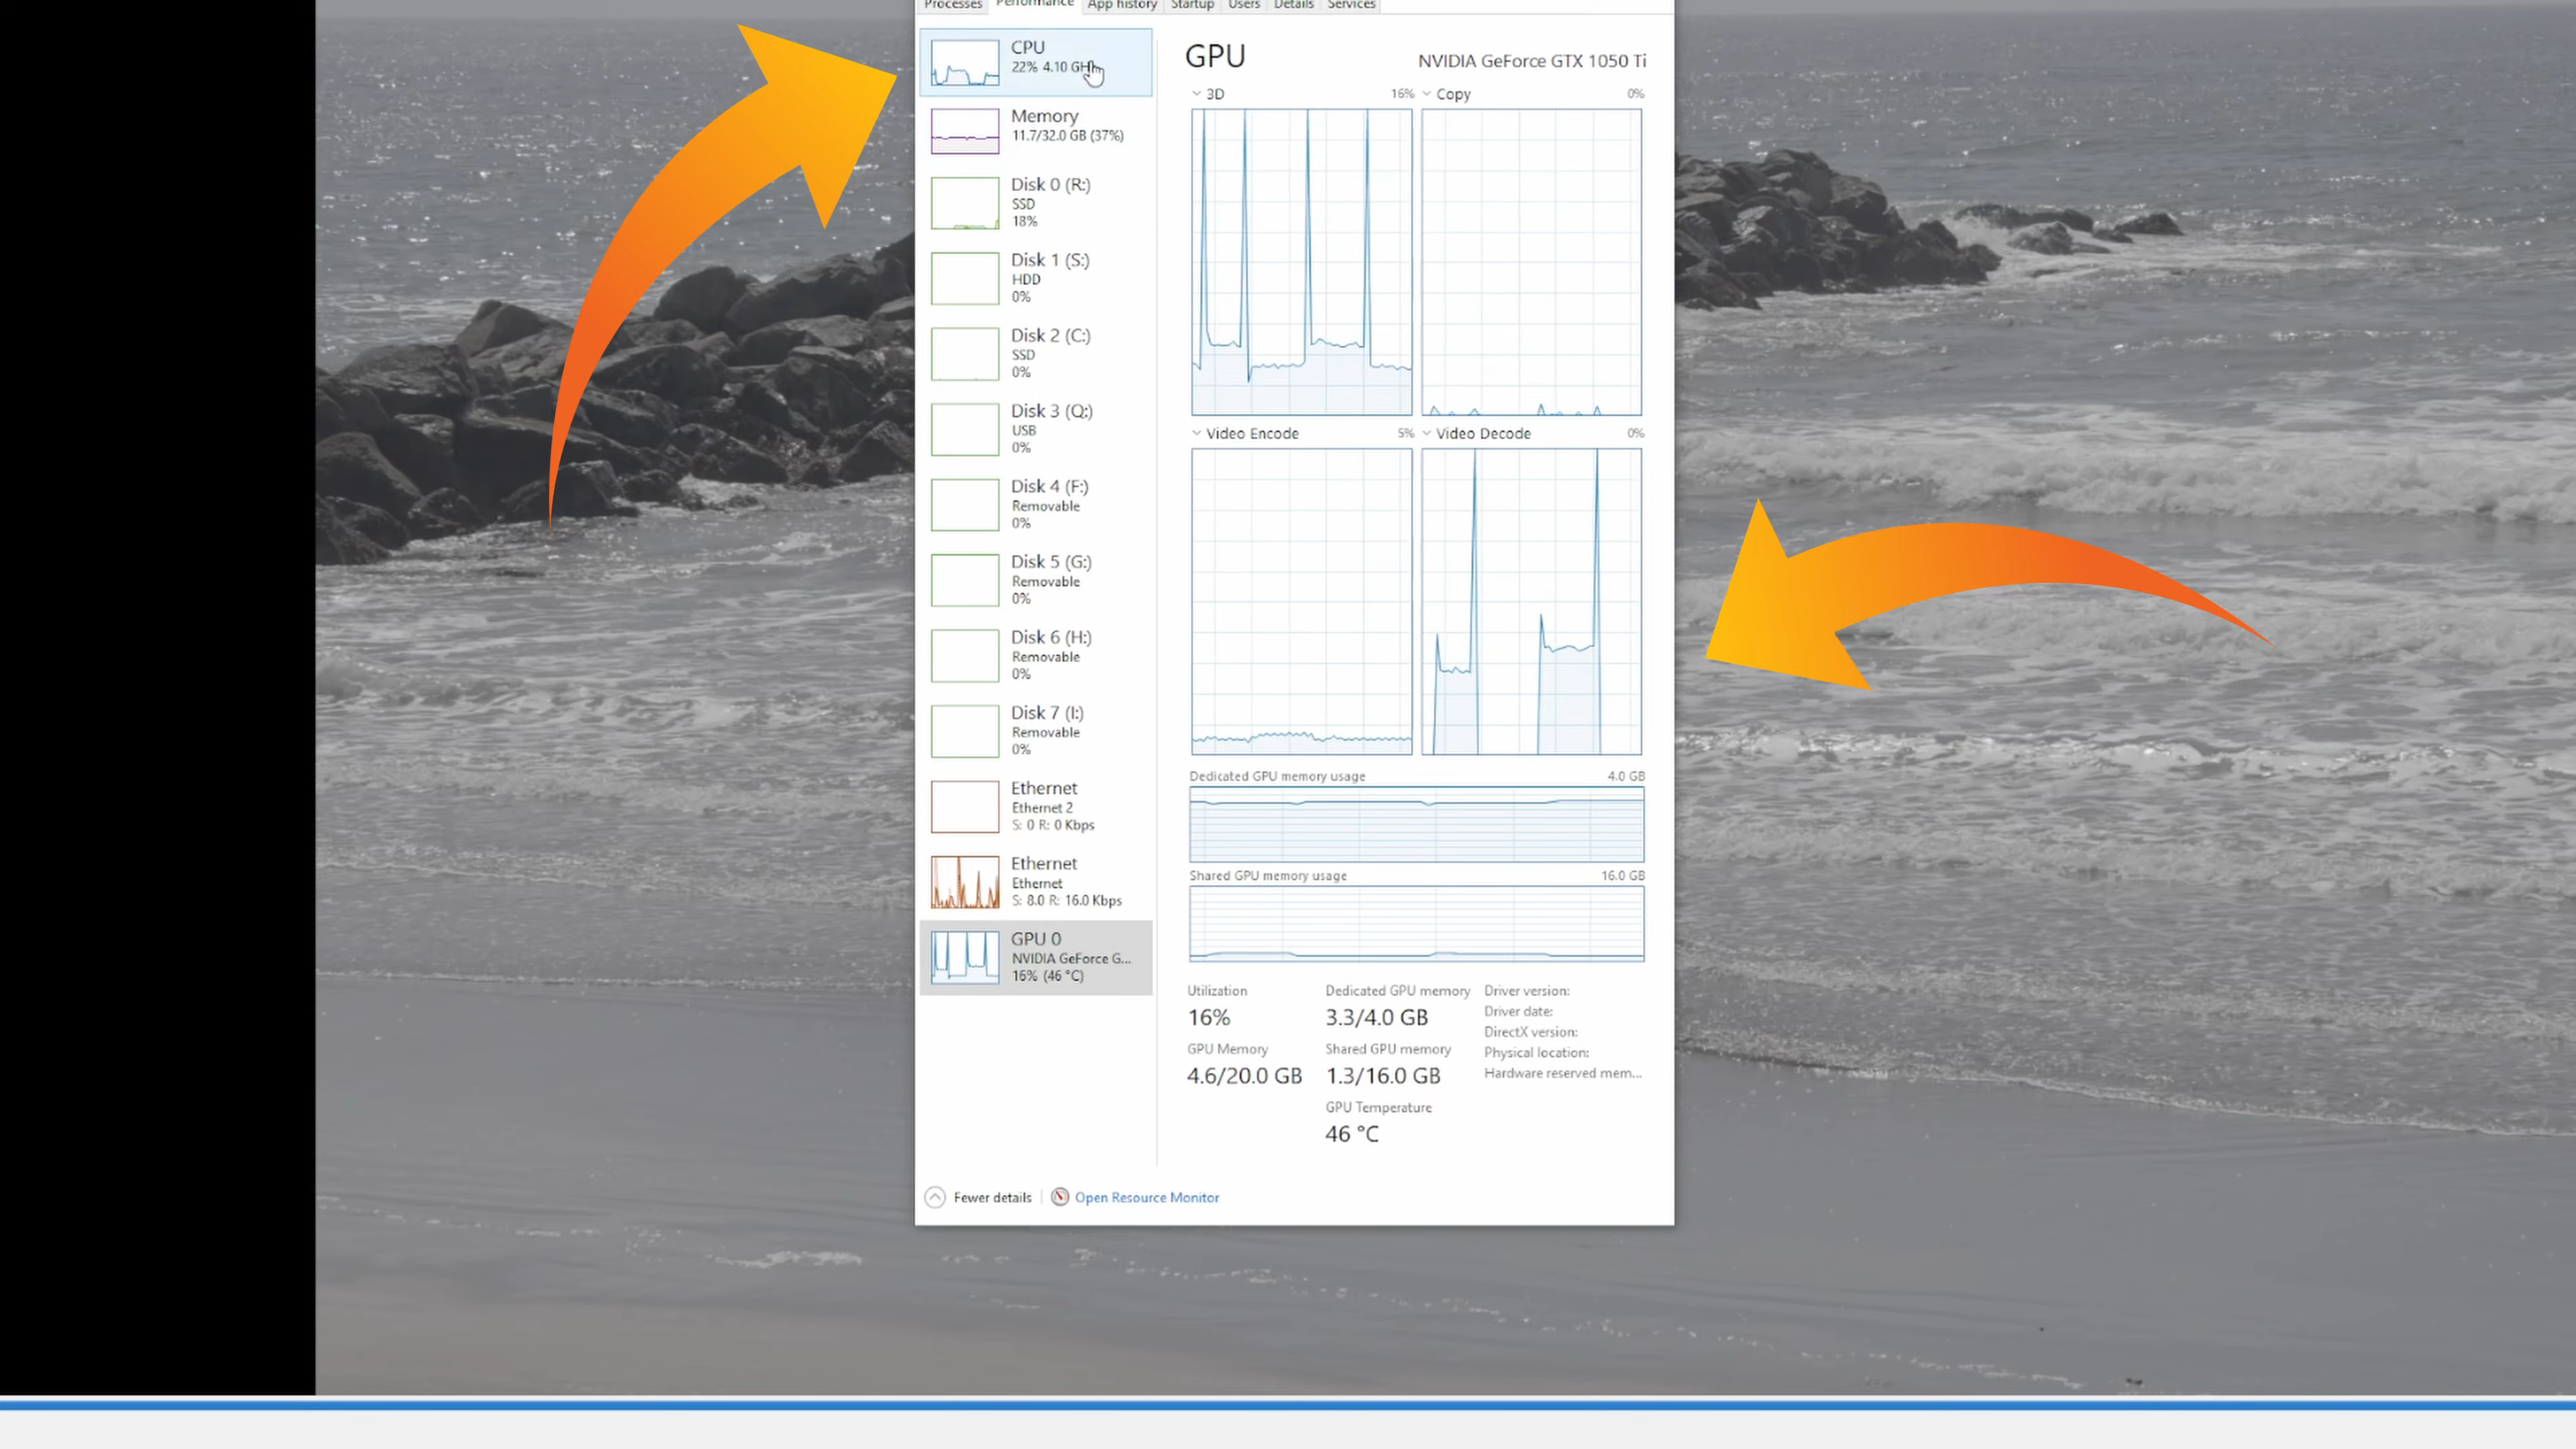 Processes Performance App history Startup Users Details Services
CPU
22% 4.10 GHz
Memory
11.7/32.0 GB (37%)
Disk 0 (R:)
SSD
18%
Disk 1 (S:)
HDD
0%
Disk 2 (C:)
SSD
0%
Disk 3 (Q:)
USB
0%
Disk 4 (F:)
Removable
0%
Disk 5 (G:)
Removable
0%
Disk 6 (H:)
Removable
0%
Disk 7 (I:)
Removable
0%
Ethernet
Ethernet 2
S: 0 R: 0 Kbps
Ethernet
Ethernet
S: 8.0 R: 16.0 Kbps
GPU 0
NVIDIA GeForce G...
16% (46 °C)
GPU NVIDIA GeForce GTX 1050 Ti
3D 16% Copy 0%
Video Encode 5% Video Decode 0%
Dedicated GPU memory usage 4.0 GB
Shared GPU memory usage 16.0 GB
Utilization
16%
GPU Memory
4.6/20.0 GB
Dedicated GPU memory
3.3/4.0 GB
Shared GPU memory
1.3/16.0 GB
GPU Temperature
46 °C
Driver version:
Driver date:
DirectX version:
Physical location:
Hardware reserved mem...
Fewer details Open Resource Monitor